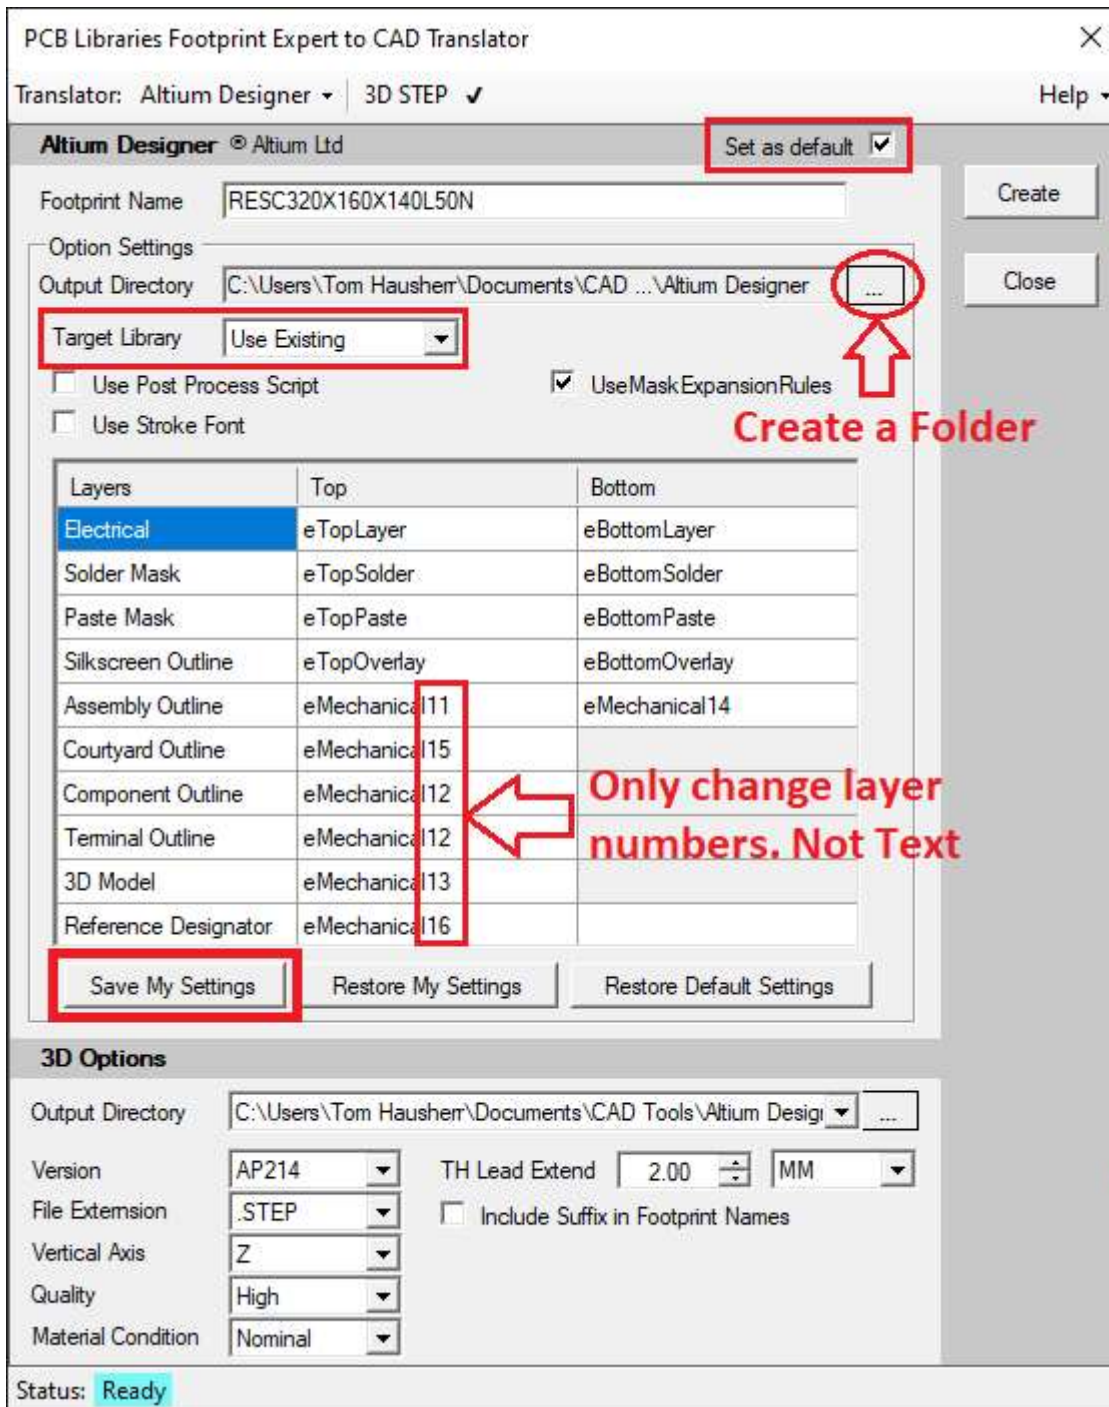 PCB Libraries Footprint Expert to CAD Translator
Translator: Altium Designer 3D STEP ✓ Help
Altium Designer ® Altium Ltd Set as default
Footprint Name RESC320X160X140L50N Create
Option Settings
Output Directory C:\Users\Tom Hausherr\Documents\CAD ...\Altium Designer ... Close
Target Library Use Existing
Use Post Process Script UseMaskExpansionRules
Use Stroke Font
Create a Folder
Layers Top Bottom
Electrical eTopLayer eBottomLayer
Solder Mask eTopSolder eBottomSolder
Paste Mask eTopPaste eBottomPaste
Silkscreen Outline eTopOverlay eBottomOverlay
Assembly Outline eMechanical11 eMechanical14
Courtyard Outline eMechanical15
Component Outline eMechanical12
Terminal Outline eMechanical12
3D Model eMechanical13
Reference Designator eMechanical16
Only change layer
numbers. Not Text
Save My Settings Restore My Settings Restore Default Settings
3D Options
Output Directory C:\Users\Tom Hausherr\Documents\CAD Tools\Altium Desig ...
Version AP214 TH Lead Extend 2.00 MM
File Extemsion .STEP Include Suffix in Footprint Names
Vertical Axis Z
Quality High
Material Condition Nominal
Status: Ready